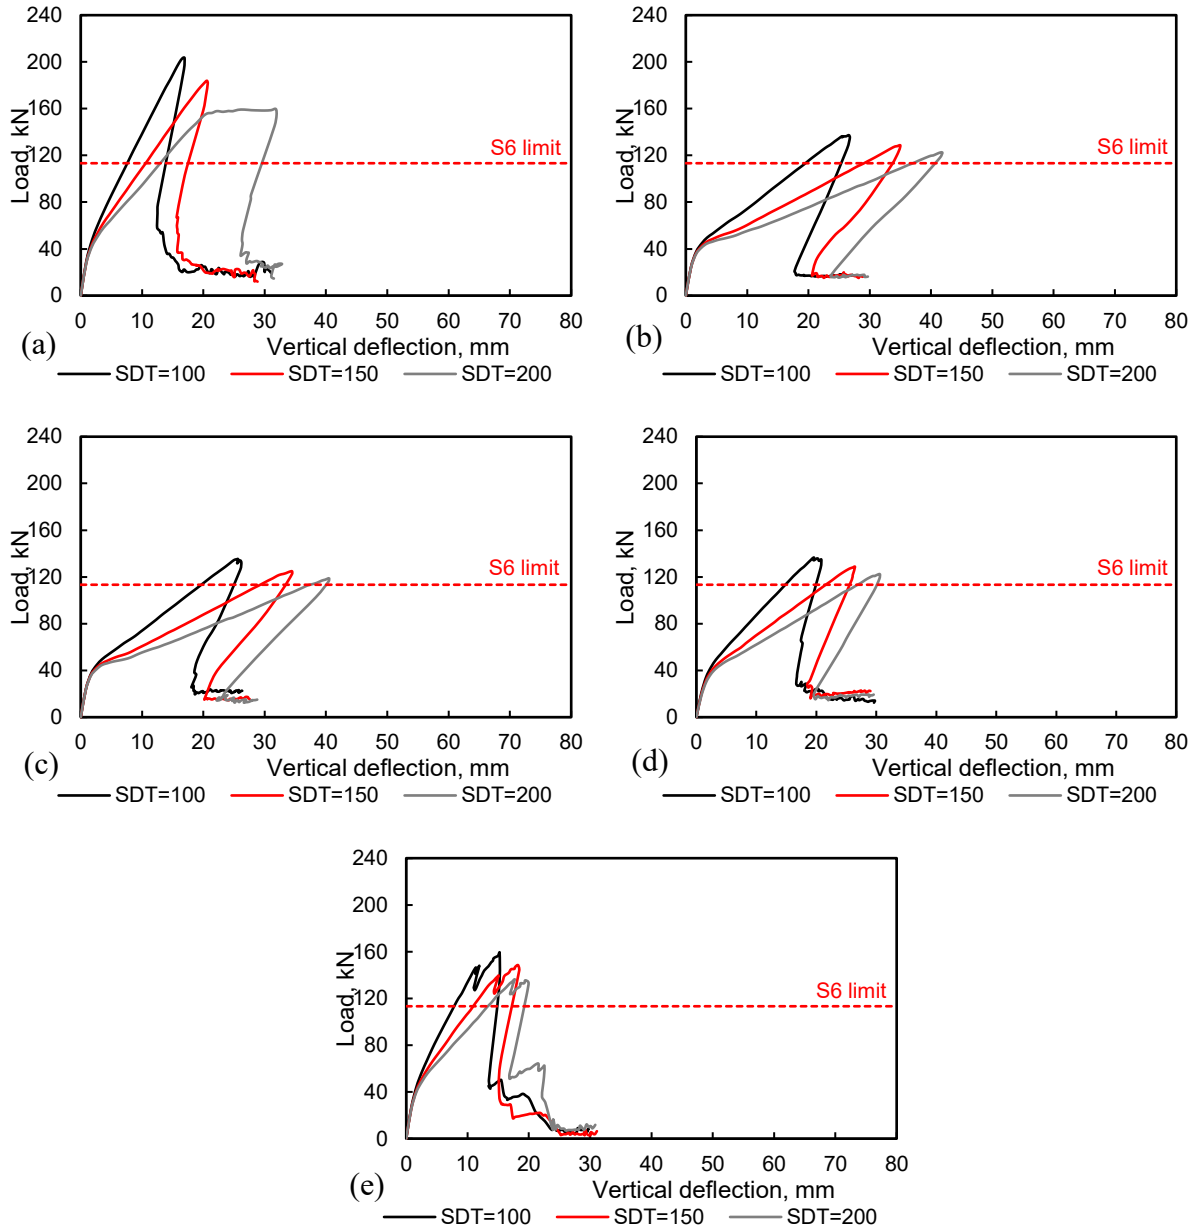 240
200
160
120
80
40
0
Load, kN
S6 limit
0 10 20 30 40 50 60 70 80
(a)
Vertical deflection, mm
SDT=100 SDT=150 SDT=200
240
200
160
120
80
40
0
Load, kN
S6 limit
0 10 20 30 40 50 60 70 80
(b)
Vertical deflection, mm
SDT=100 SDT=150 SDT=200
240
200
160
120
80
40
0
Load, kN
S6 limit
0 10 20 30 40 50 60 70 80
(c)
Vertical deflection, mm
SDT=100 SDT=150 SDT=200
240
200
160
120
80
40
0
Load, kN
S6 limit
0 10 20 30 40 50 60 70 80
(d)
Vertical deflection, mm
SDT=100 SDT=150 SDT=200
240
200
160
120
80
40
0
Load, kN
S6 limit
0 10 20 30 40 50 60 70 80
(e)
Vertical deflection, mm
SDT=100 SDT=150 SDT=200